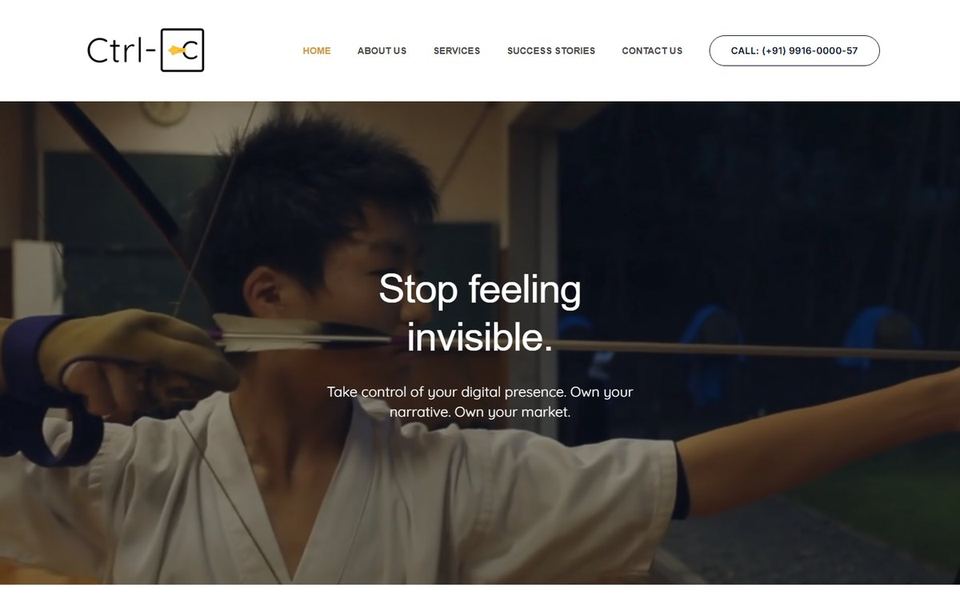 Ctrl-C
HOME
ABOUT US
SERVICES
SUCCESS STORIES
CONTACT US
CALL: (+91) 9916-0000-57
Stop feeling
invisible.
Take control of your digital presence. Own your
narrative. Own your market.